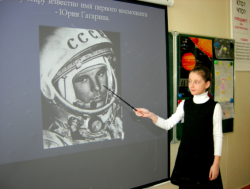 миру известно имя первого космонавта
- Юрия Гагарина.
СССР